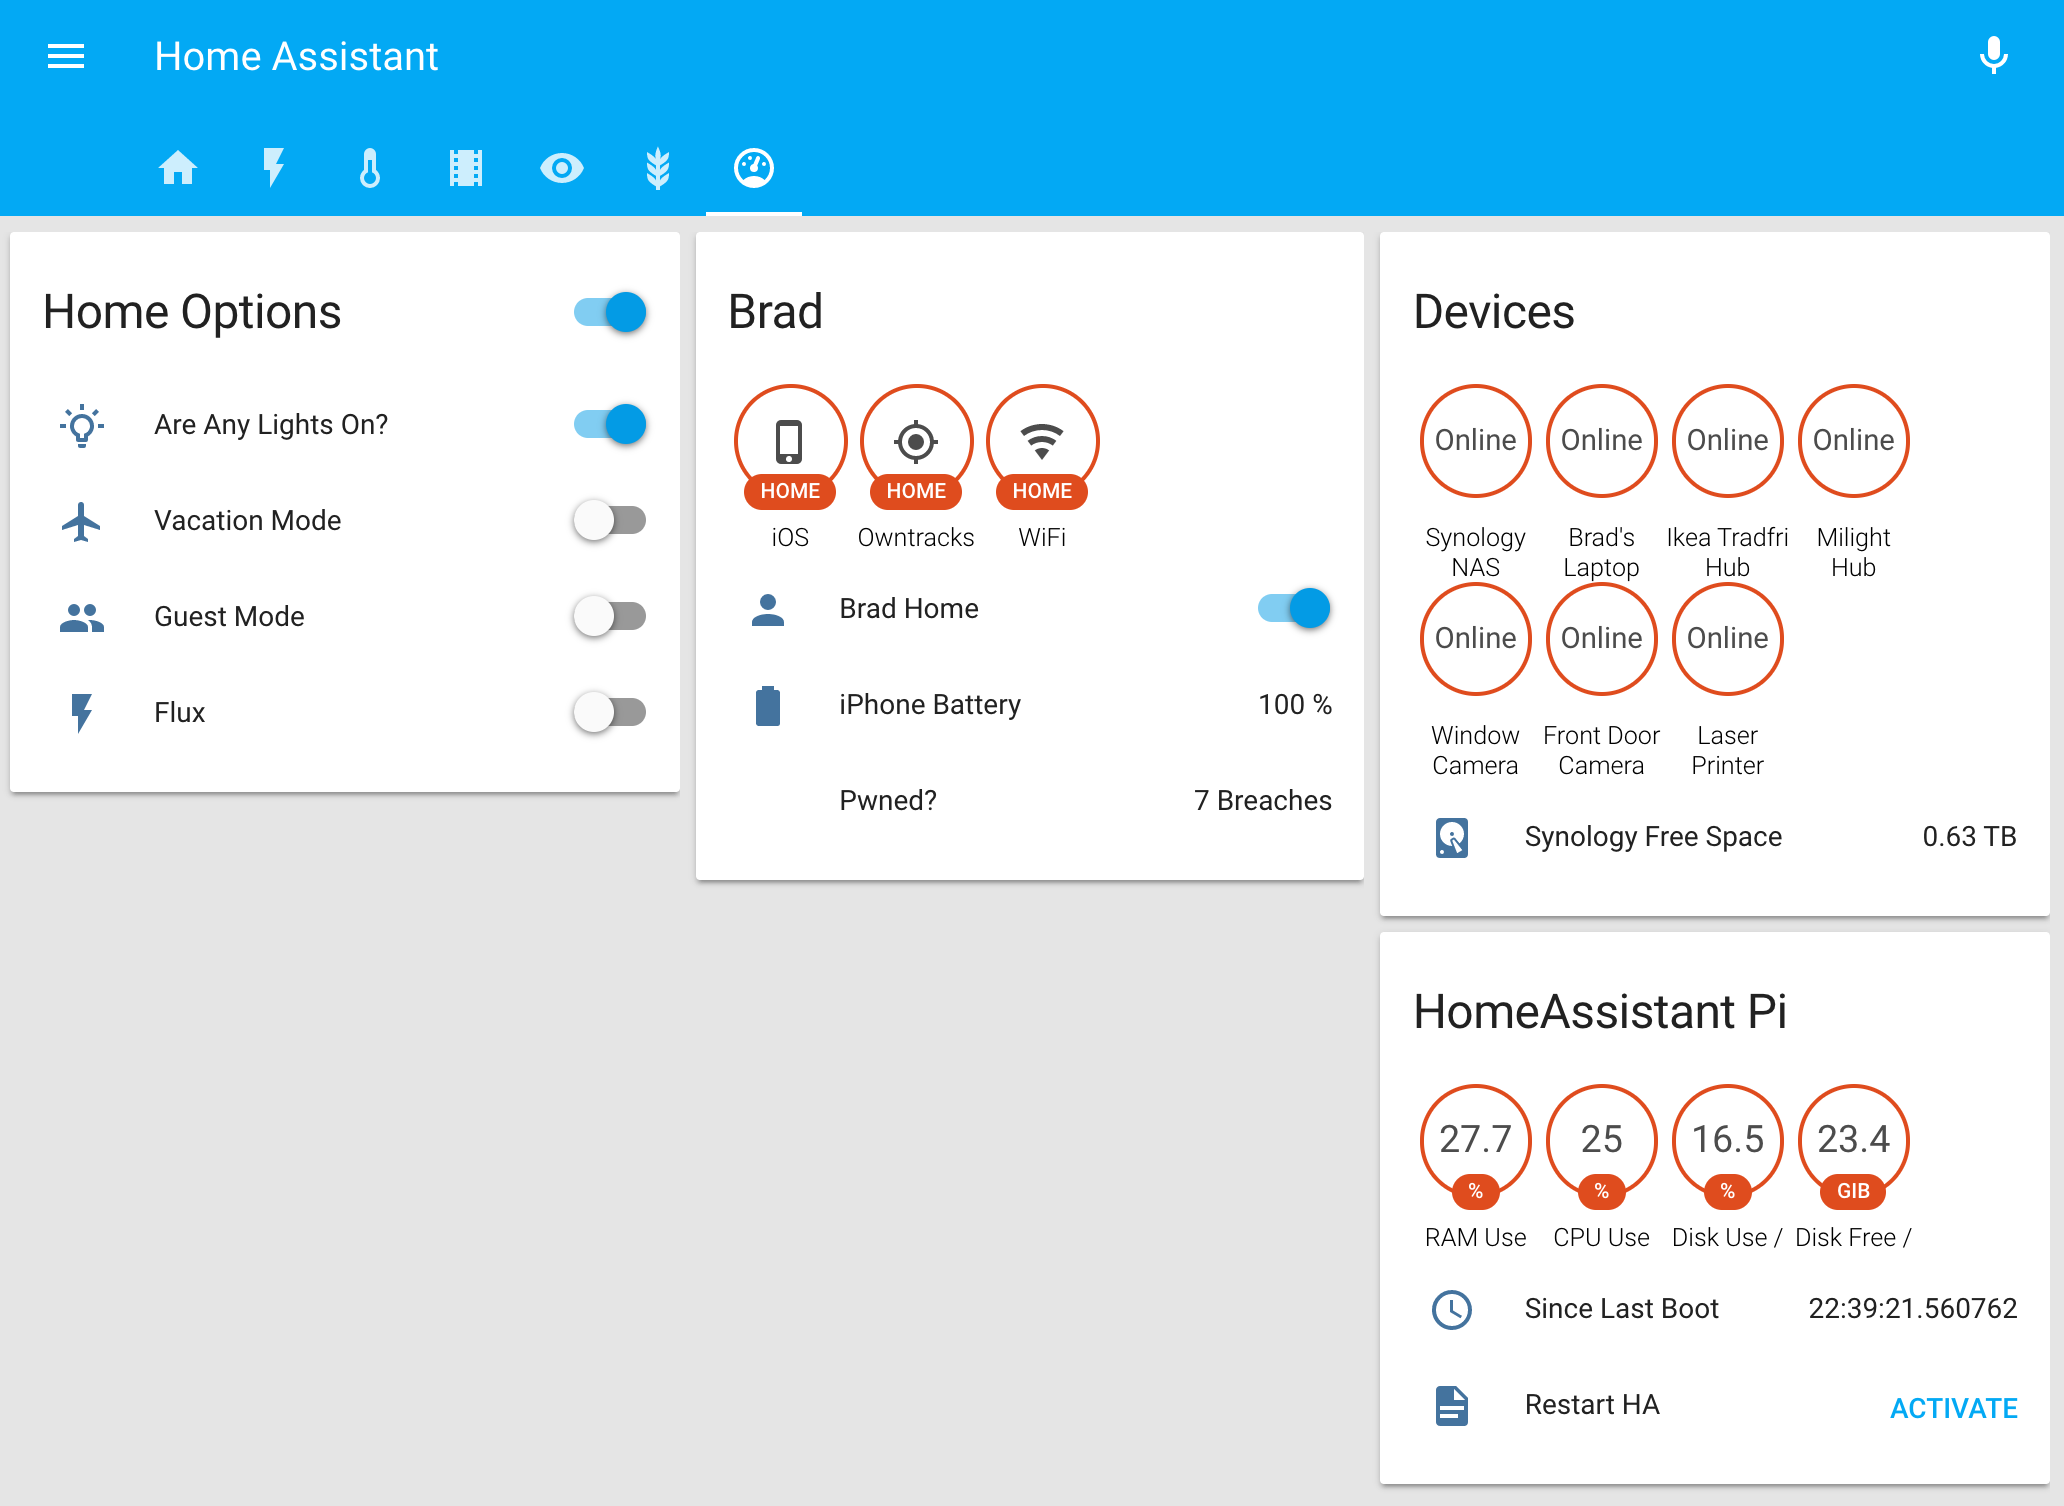 Home Assistant
Home Options
Are Any Lights On?
Vacation Mode
Guest Mode
Flux
Brad
HOME HOME HOME
iOS Owntracks WiFi
Brad Home
iPhone Battery 100 %
Pwned? 7 Breaches
Devices
Online Online Online Online
Synology Brad's Ikea Tradfri Milight
NAS Laptop Hub Hub
Online Online Online
Window Front Door Laser
Camera Camera Printer
Synology Free Space 0.63 TB
HomeAssistant Pi
27.7 25 16.5 23.4
% % % GIB
RAM Use CPU Use Disk Use / Disk Free /
Since Last Boot 22:39:21.560762
Restart HA ACTIVATE